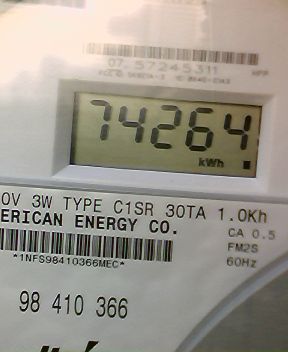 07 57245311
74264
kWh
0V 3W TYPE C1SR 30TA 1.0Kh
ERICAN ENERGY CO.
CA 0.5
FM2S
*1NFS98410366MEC*
60Hz
98 410 366